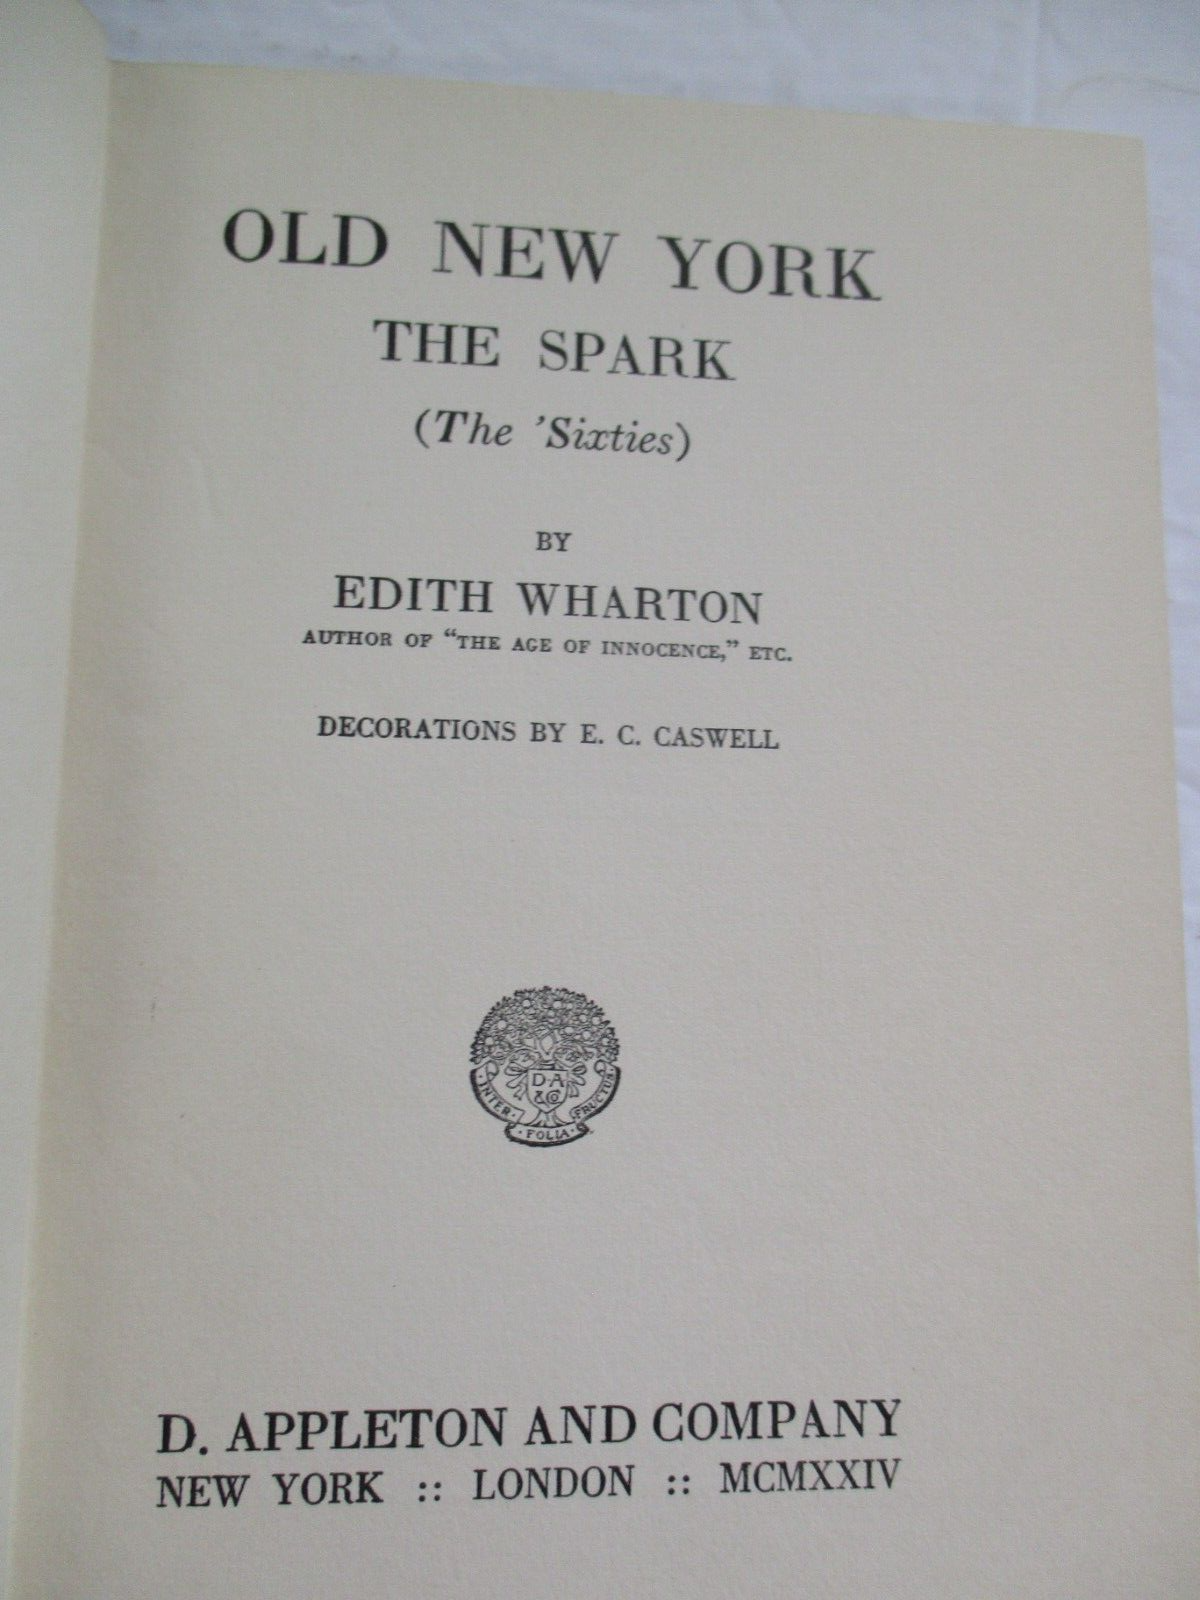 OLD NEW YORK
THE SPARK
(The 'Sixties)
BY
EDITH WHARTON
AUTHOR OF "THE AGE OF INNOCENCE," ETC.
DECORATIONS BY E. C. CASWELL
D·A
&Co
·INTER·
·FOLIA·
FRUCTUS·
D. APPLETON AND COMPANY
NEW YORK :: LONDON :: MCMXXIV